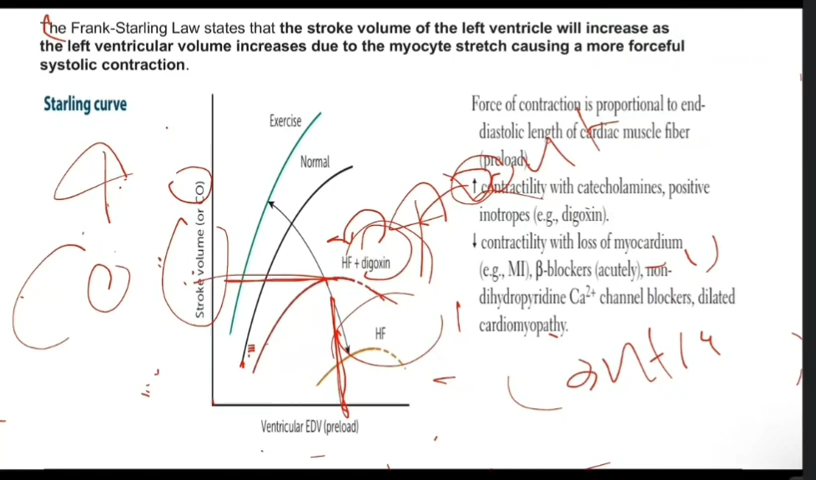 The Frank-Starling Law states that the stroke volume of the left ventricle will increase as
the left ventricular volume increases due to the myocyte stretch causing a more forceful
systolic contraction.
Starling curve
Exercise
Normal
HF + digoxin
HF
Stroke volume (or CO)
Ventricular EDV (preload)
Force of contraction is proportional to end-
diastolic length of cardiac muscle fiber
(preload)
↑ contractility with catecholamines, positive
inotropes (e.g., digoxin).
↓ contractility with loss of myocardium
(e.g., MI), β-blockers (acutely), non-
dihydropyridine Ca²⁺ channel blockers, dilated
cardiomyopathy.